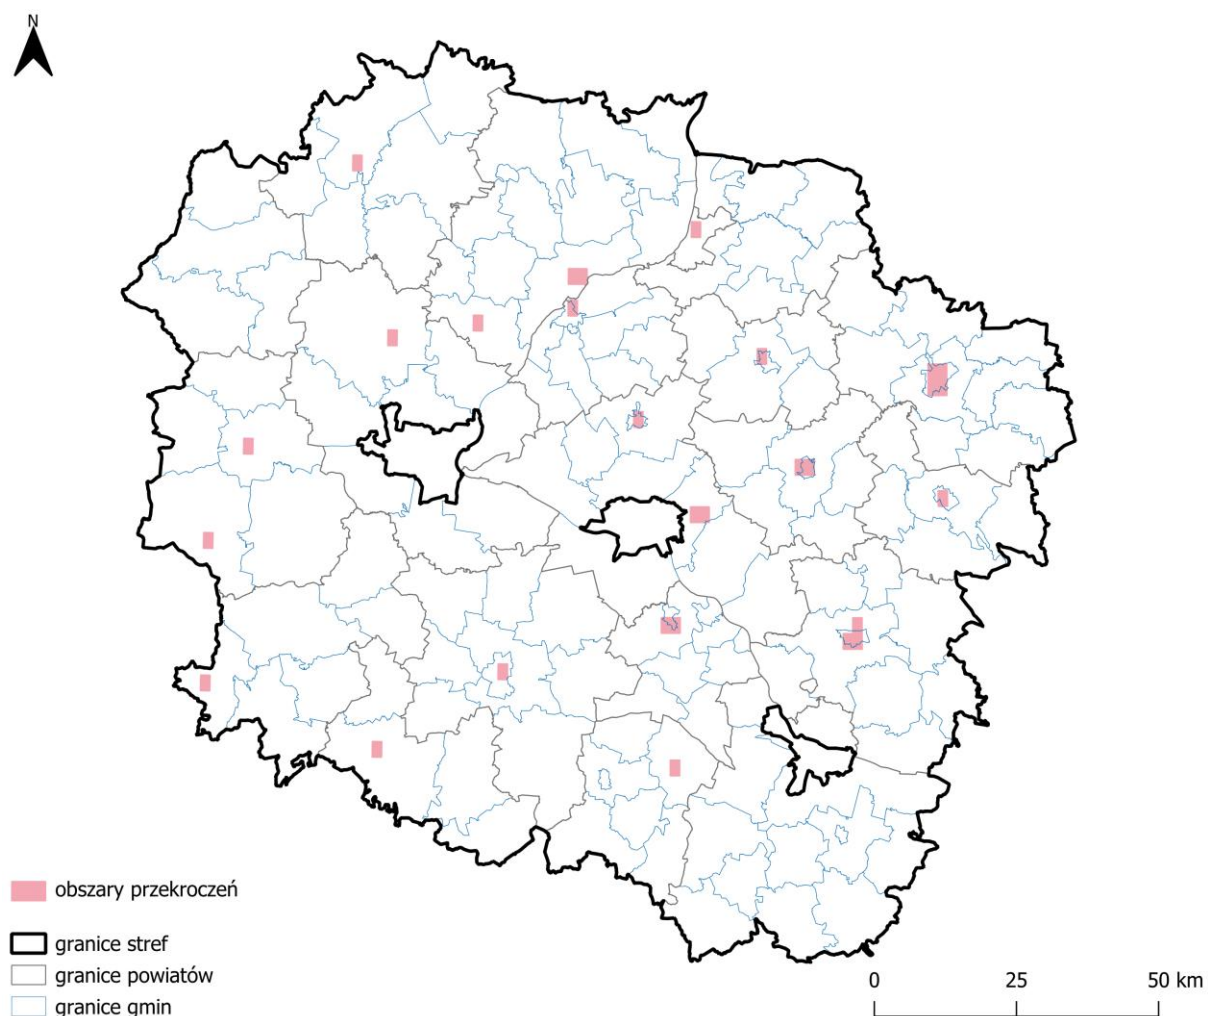 N
obszary przekroczeń
granice stref
granice powiatów
granice gmin
0 25 50 km